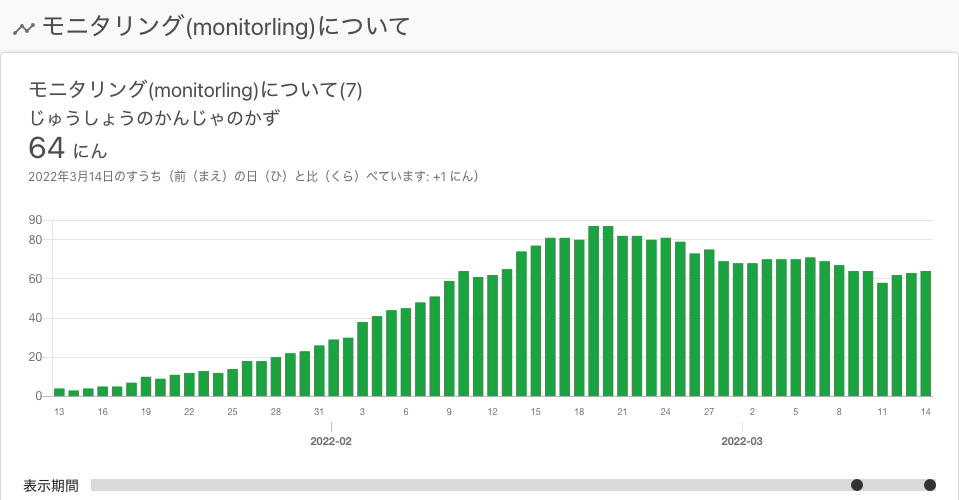 モニタリング(monitorling)について
モニタリング(monitorling)について(7)
じゅうしょうのかんじゃのかず
64 にん
2022年3月14日のすうち（前（まえ）の日（ひ）と比（くら）べています: +1 にん）
90
80
60
40
20
0
13 16 19 22 25 28 31 3 6 9 12 15 18 21 24 27 2 5 8 11 14
2022-02 2022-03
表示期間